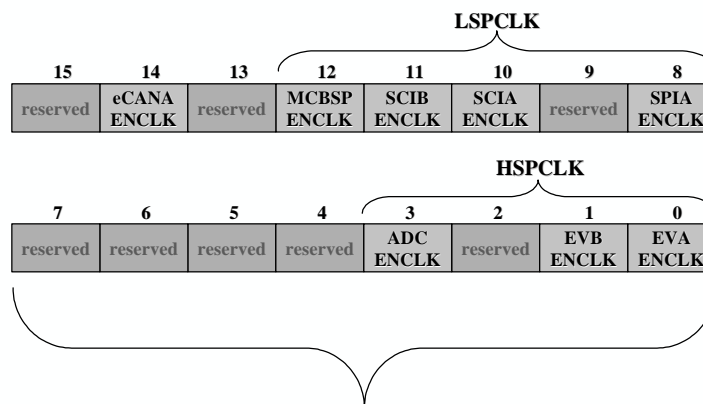 LSPCLK
15 14 13 12 11 10 9 8
reserved eCANA ENCLK reserved MCBSP ENCLK SCIB ENCLK SCIA ENCLK reserved SPIA ENCLK
HSPCLK
7 6 5 4 3 2 1 0
reserved reserved reserved reserved ADC ENCLK reserved EVB ENCLK EVA ENCLK